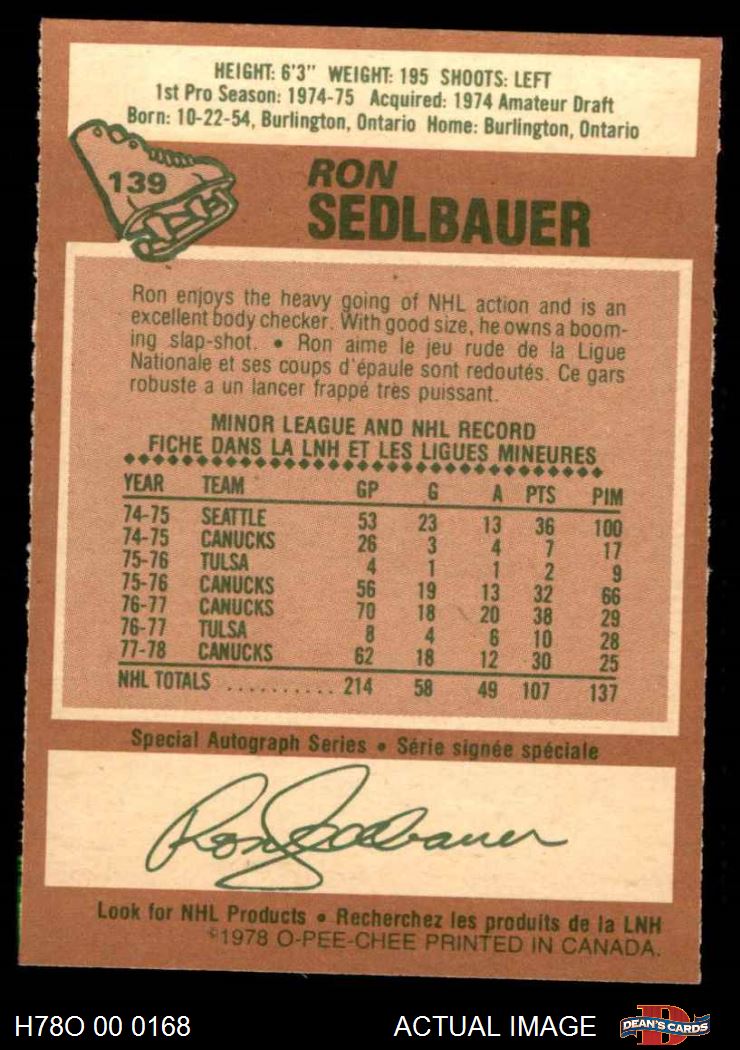 HEIGHT: 6'3" WEIGHT: 195 SHOOTS: LEFT
1st Pro Season: 1974-75 Acquired: 1974 Amateur Draft
Born: 10-22-54, Burlington, Ontario Home: Burlington, Ontario
139
RON
SEDLBAUER
Ron enjoys the heavy going of NHL action and is an
excellent body checker. With good size, he owns a boom-
ing slap-shot. • Ron aime le jeu rude de la Ligue
Nationale et ses coups d'épaule sont redoutés. Ce gars
robuste a un lancer frappé très puissant.
MINOR LEAGUE AND NHL RECORD
FICHE DANS LA LNH ET LES LIGUES MINEURES
YEAR TEAM GP G A PTS PIM
74-75 SEATTLE 53 23 13 36 100
74-75 CANUCKS 26 3 4 7 17
75-76 TULSA 4 1 1 2 9
75-76 CANUCKS 56 19 13 32 66
76-77 CANUCKS 70 18 20 38 29
76-77 TULSA 8 4 6 10 28
77-78 CANUCKS 62 18 12 30 25
NHL TOTALS .......... 214 58 49 107 137
Special Autograph Series • Série signée spéciale
Ron Sedlbauer
Look for NHL Products • Recherchez les produits de la LNH
©1978 O-PEE-CHEE PRINTED IN CANADA.
H78O 00 0168 ACTUAL IMAGE D DEAN'S CARDS